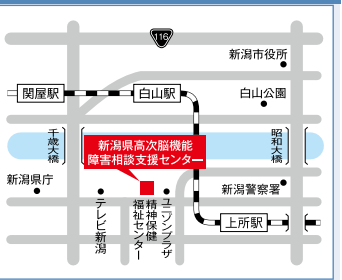 116
新潟市役所
関屋駅
白山駅
白山公園
千歳大橋
新潟県高次脳機能
障害相談支援センター
昭和大橋
新潟県庁
新潟警察署
テレビ新潟
精神保健
福祉センター
ユニゾンプラザ
上所駅